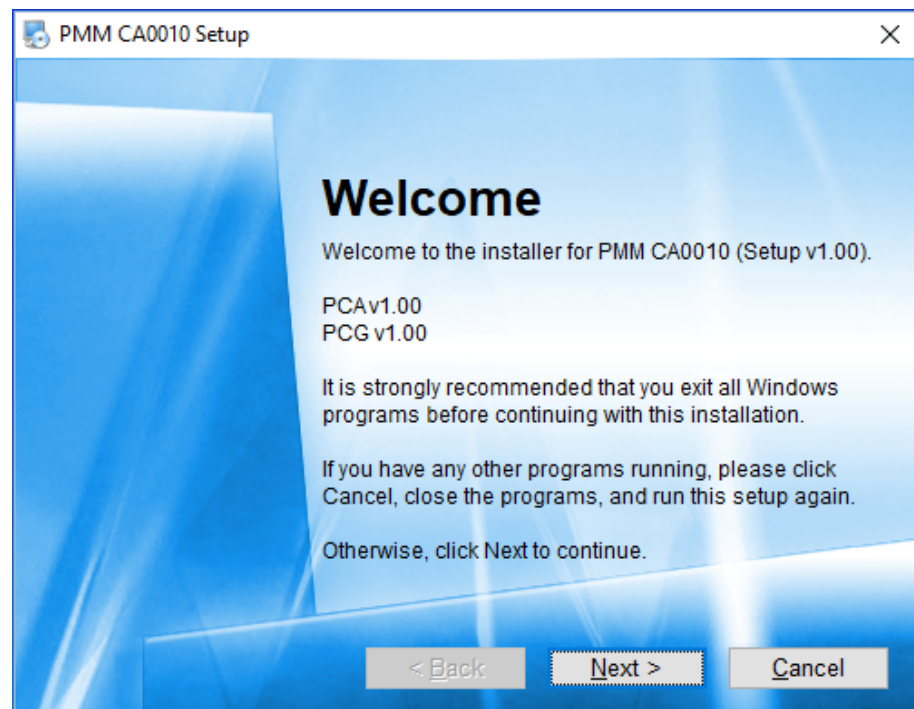 PMM CA0010 Setup
Welcome
Welcome to the installer for PMM CA0010 (Setup v1.00).
PCA v1.00
PCG v1.00
It is strongly recommended that you exit all Windows
programs before continuing with this installation.
If you have any other programs running, please click
Cancel, close the programs, and run this setup again.
Otherwise, click Next to continue.
< Back
Next >
Cancel